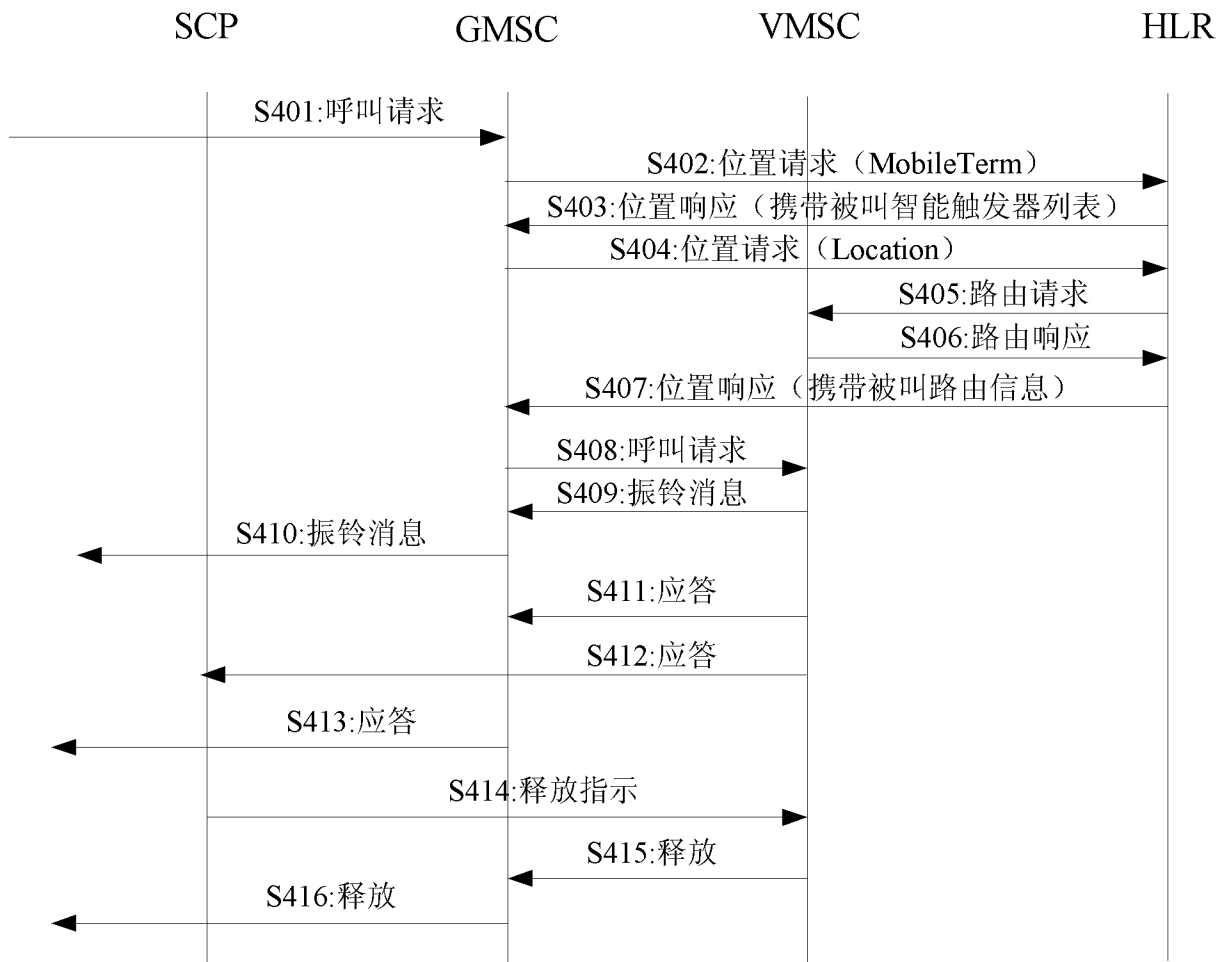 SCP
GMSC
VMSC
HLR
S401:呼叫请求
S402:位置请求（MobileTerm）
S403:位置响应（携带被叫智能触发器列表）
S404:位置请求（Location）
S405:路由请求
S406:路由响应
S407:位置响应（携带被叫路由信息）
S408:呼叫请求
S409:振铃消息
S410:振铃消息
S411:应答
S412:应答
S413:应答
S414:释放指示
S415:释放
S416:释放